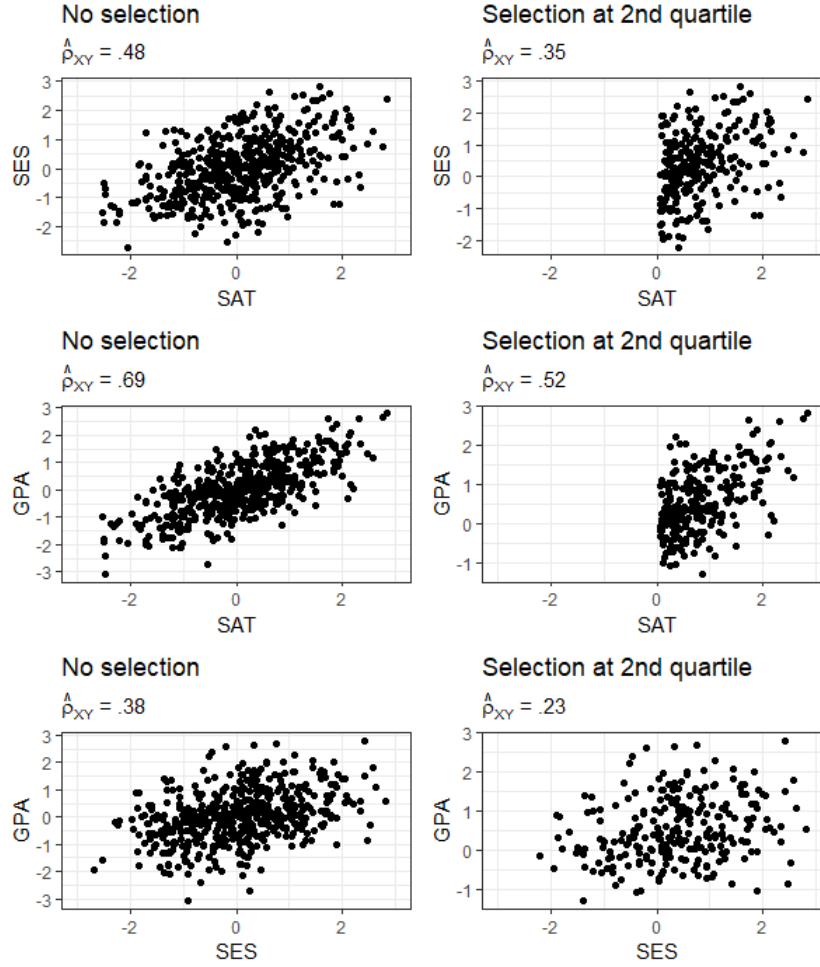 No selection
ρ̂XY = .48
3
2
1
0
-1
-2
SES
-2 0 2
SAT
Selection at 2nd quartile
ρ̂XY = .35
3
2
1
0
-1
-2
SES
-2 0 2
SAT
No selection
ρ̂XY = .69
3
2
1
0
-1
-2
-3
GPA
-2 0 2
SAT
Selection at 2nd quartile
ρ̂XY = .52
3
2
1
0
-1
GPA
-2 0 2
SAT
No selection
ρ̂XY = .38
3
2
1
0
-1
-2
-3
GPA
-2 0 2
SES
Selection at 2nd quartile
ρ̂XY = .23
3
2
1
0
-1
GPA
-2 0 2
SES